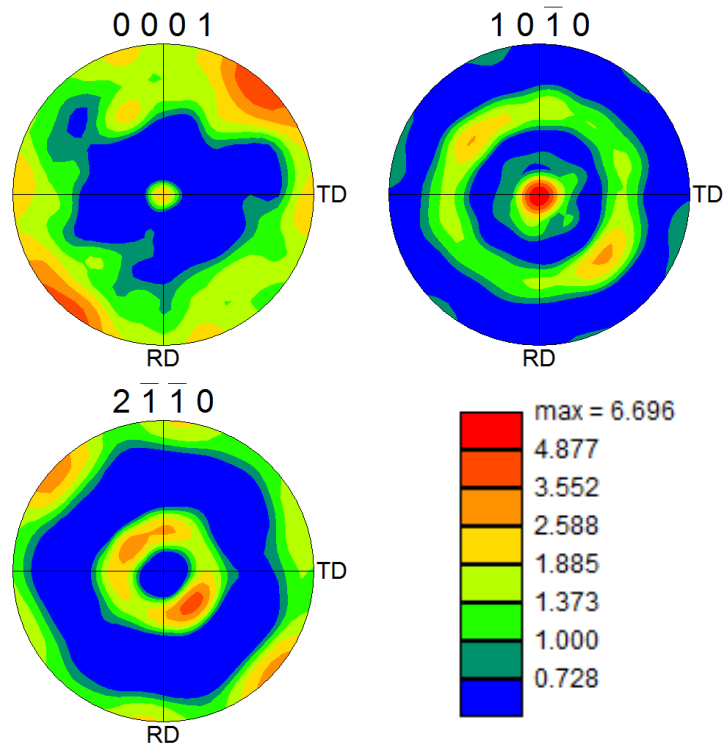 0 0 0 1
TD
RD
1 0 1̅ 0
TD
RD
2 1̅ 1̅ 0
TD
RD
max = 6.696
4.877
3.552
2.588
1.885
1.373
1.000
0.728